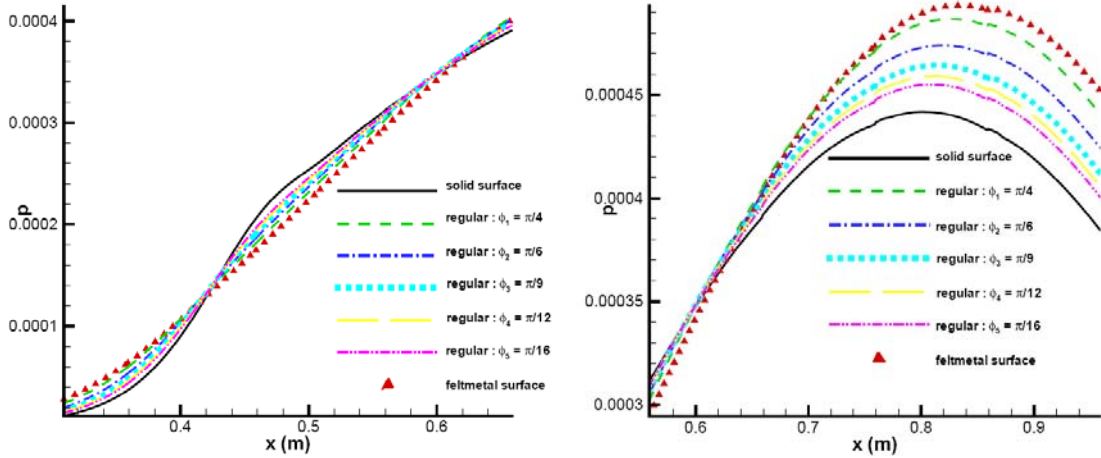 0.0004
0.0003
0.0002
0.0001
p
0.4
0.5
0.6
x (m)
solid surface
regular : ϕ₁ = π/4
regular : ϕ₂ = π/6
regular : ϕ₃ = π/9
regular : ϕ₄ = π/12
regular : ϕ₅ = π/16
feltmetal surface
0.00045
0.0004
0.00035
0.0003
p
0.6
0.7
0.8
0.9
x (m)
solid surface
regular : ϕ₁ = π/4
regular : ϕ₂ = π/6
regular : ϕ₃ = π/9
regular : ϕ₄ = π/12
regular : ϕ₅ = π/16
feltmetal surface